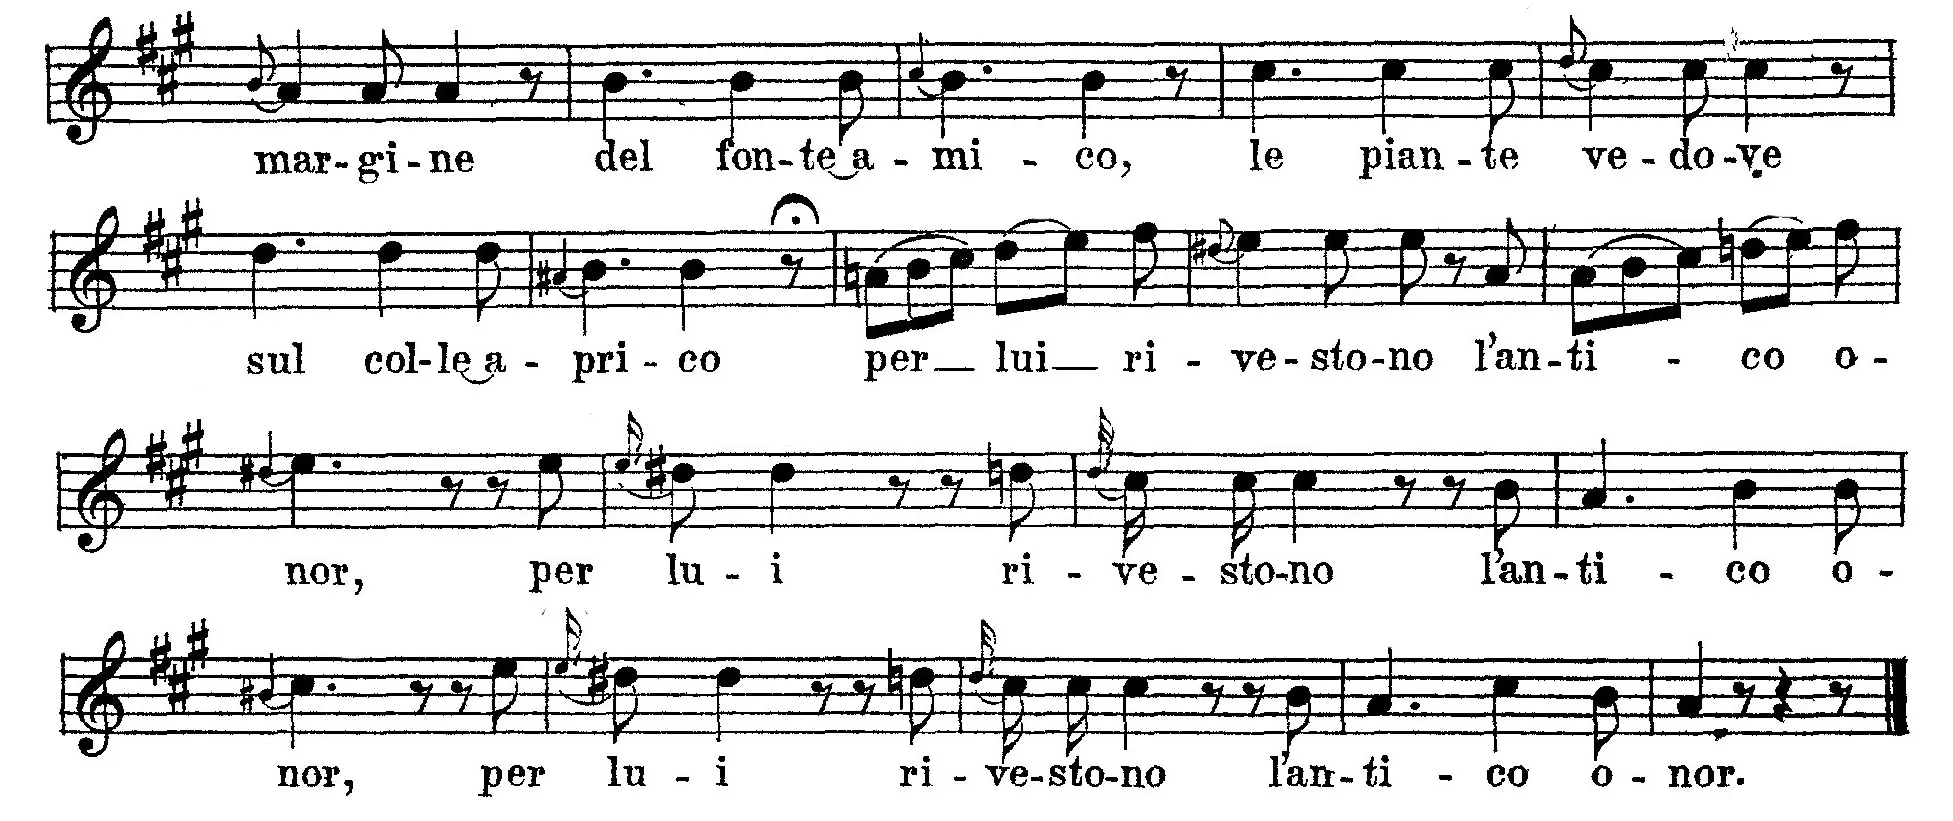 mar-gi-ne del fon-te a-mi-co, le pian-te ve-do-ve
sul col-le a-pri-co per lui ri-ve-sto-no l'an-ti-co o-
nor, per lu-i ri-ve-sto-no l'an-ti-co o-
nor, per lu-i ri-ve-sto-no l'an-ti-co o-nor.